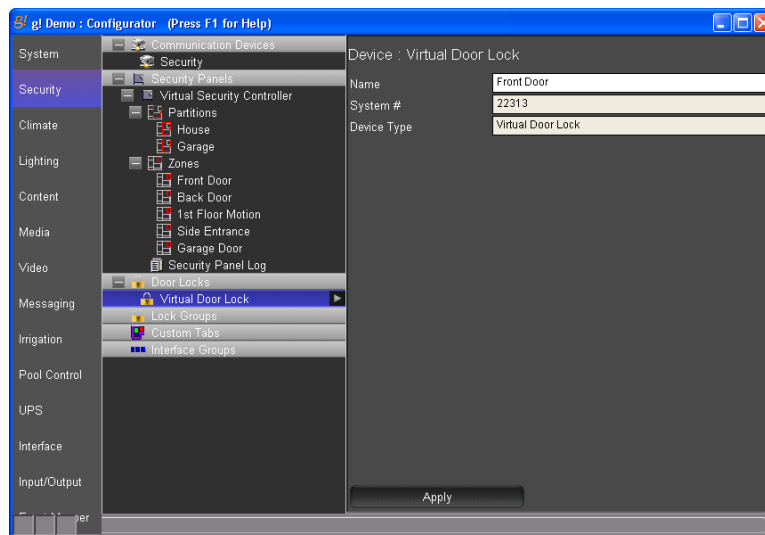 g! g! Demo : Configurator (Press F1 for Help)
System
Security
Climate
Lighting
Content
Media
Video
Messaging
Irrigation
Pool Control
UPS
Interface
Input/Output
Communication Devices
Security
Security Panels
Virtual Security Controller
Partitions
House
Garage
Zones
Front Door
Back Door
1st Floor Motion
Side Entrance
Garage Door
Security Panel Log
Door Locks
Virtual Door Lock
Lock Groups
Custom Tabs
Interface Groups
Device : Virtual Door Lock
Name Front Door
System # 22313
Device Type Virtual Door Lock
Apply